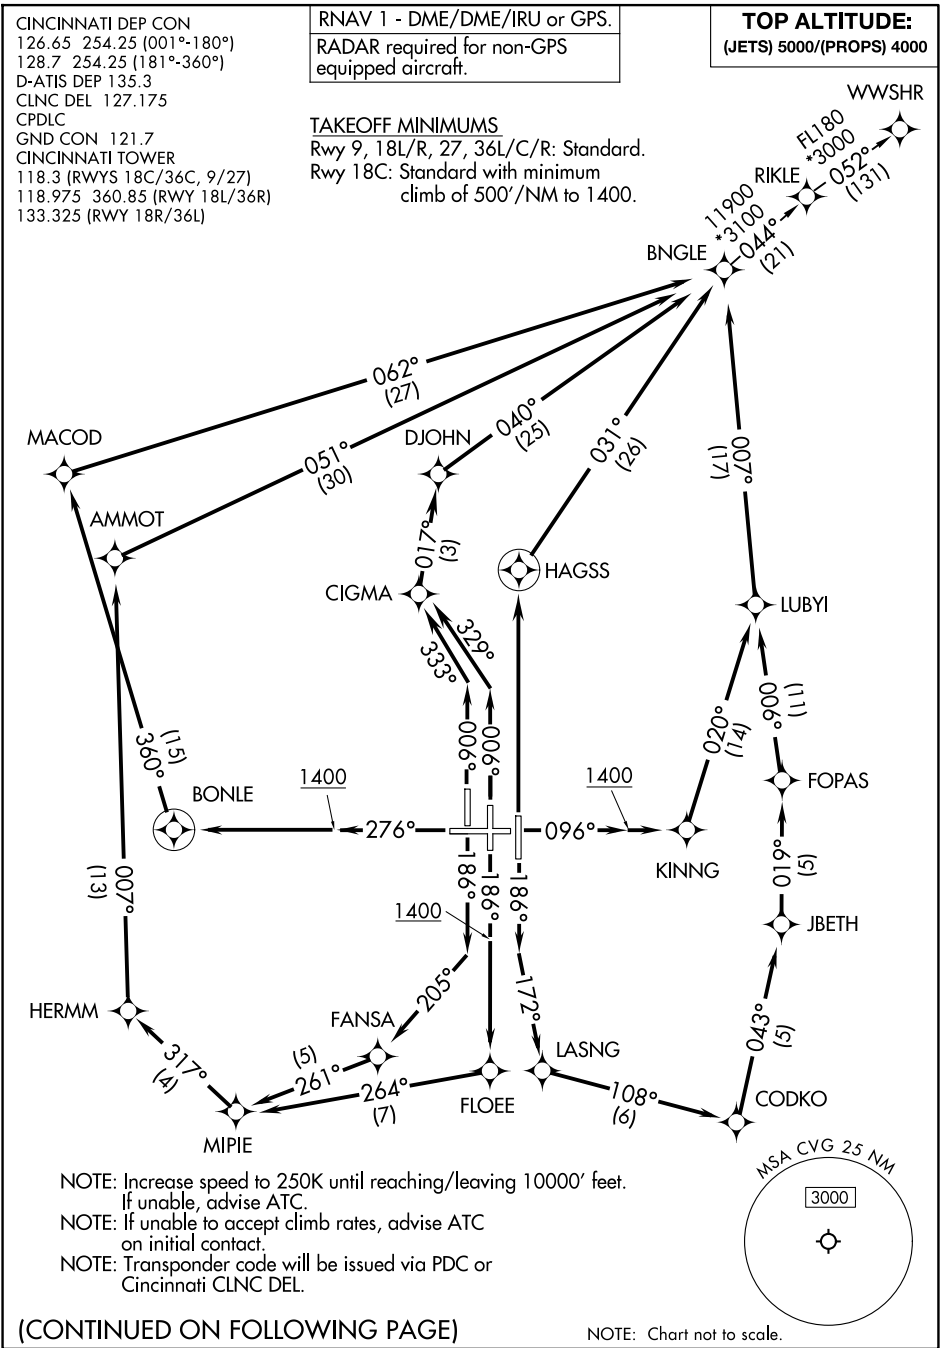 CINCINNATI DEP CON
126.65 254.25 (001°-180°)
128.7 254.25 (181°-360°)
D-ATIS DEP 135.3
CLNC DEL 127.175
CPDLC
GND CON 121.7
CINCINNATI TOWER
118.3 (RWYS 18C/36C, 9/27)
118.975 360.85 (RWY 18L/36R)
133.325 (RWY 18R/36L)
RNAV 1 - DME/DME/IRU or GPS.
RADAR required for non-GPS
equipped aircraft.
TOP ALTITUDE:
(JETS) 5000/(PROPS) 4000
TAKEOFF MINIMUMS
Rwy 9, 18L/R, 27, 36L/C/R: Standard.
Rwy 18C: Standard with minimum
climb of 500'/NM to 1400.
WWSHR
FL180
*3000
052°
(131)
RIKLE
11900
*3100
044°
(21)
BNGLE
062°
(27)
MACOD
051°
(30)
DJOHN
040°
(25)
031°
(26)
007°
(17)
AMMOT
017°
(3)
HAGSS
CIGMA
LUBYI
329°
333°
006°
006°
020°
(14)
006°
(11)
(15)
360°
BONLE
1400
276°
096°
1400
KINNG
FOPAS
007°
(13)
186°
186°
186°
1400
019°
(5)
JBETH
HERMM
205°
172°
043°
(5)
FANSA
317°
(4)
(5)
261°
264°
(7)
LASNG
FLOEE
108°
(6)
CODKO
MIPIE
MSA CVG 25 NM
3000
NOTE: Increase speed to 250K until reaching/leaving 10000' feet.
If unable, advise ATC.
NOTE: If unable to accept climb rates, advise ATC
on initial contact.
NOTE: Transponder code will be issued via PDC or
Cincinnati CLNC DEL.
(CONTINUED ON FOLLOWING PAGE)
NOTE: Chart not to scale.